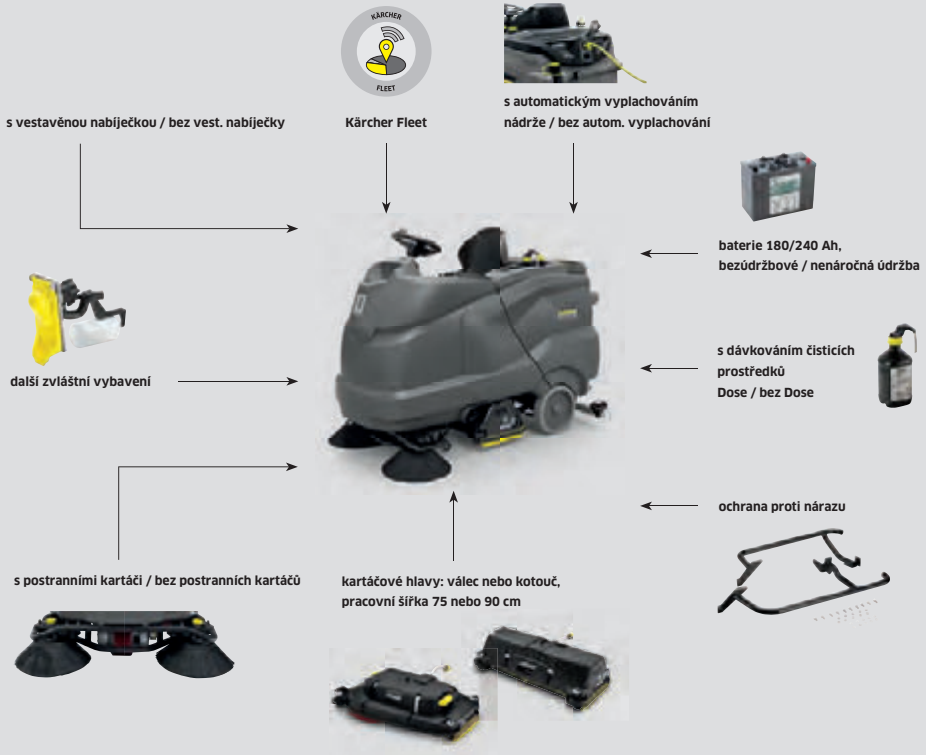 KÄRCHER
FLEET
s automatickým vyplachováním
nádrže / bez autom. vyplachování
s vestavěnou nabíječkou / bez vest. nabíječky
Kärcher Fleet
baterie 180/240 Ah,
bezúdržbové / nenáročná údržba
s dávkováním čisticích
prostředků
Dose / bez Dose
další zvláštní vybavení
ochrana proti nárazu
s postranními kartáči / bez postranních kartáčů
kartáčové hlavy: válec nebo kotouč,
pracovní šířka 75 nebo 90 cm